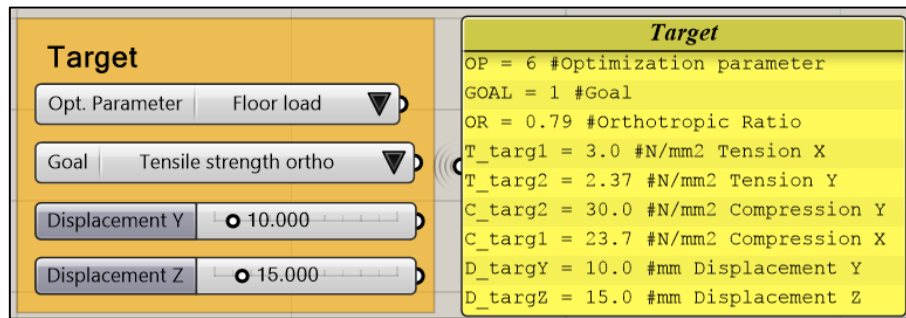 Target
Opt. Parameter Floor load
Goal Tensile strength ortho
Displacement Y 10.000
Displacement Z 15.000
Target
OP = 6 #Optimization parameter
GOAL = 1 #Goal
OR = 0.79 #Orthotropic Ratio
T_targ1 = 3.0 #N/mm2 Tension X
T_targ2 = 2.37 #N/mm2 Tension Y
C_targ2 = 30.0 #N/mm2 Compression Y
C_targ1 = 23.7 #N/mm2 Compression X
D_targY = 10.0 #mm Displacement Y
D_targZ = 15.0 #mm Displacement Z